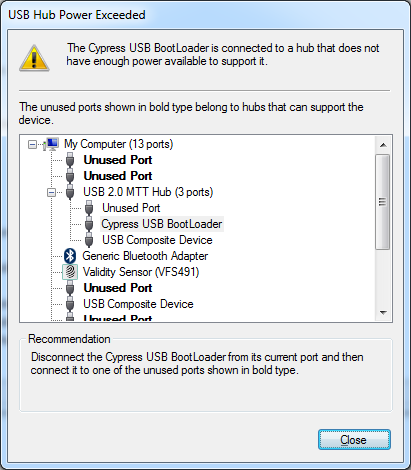 USB Hub Power Exceeded
The Cypress USB BootLoader is connected to a hub that does not
have enough power available to support it.
The unused ports shown in bold type belong to hubs that can support the
device.
My Computer (13 ports)
Unused Port
Unused Port
USB 2.0 MTT Hub (3 ports)
Unused Port
Cypress USB BootLoader
USB Composite Device
Generic Bluetooth Adapter
Validity Sensor (VFS491)
Unused Port
USB Composite Device
Unused Port
Recommendation
Disconnect the Cypress USB BootLoader from its current port and then
connect it to one of the unused ports shown in bold type.
Close